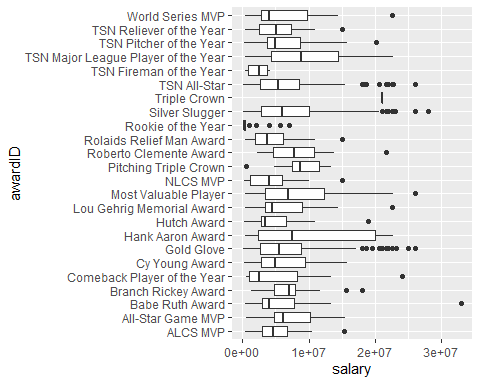 World Series MVP
TSN Reliever of the Year
TSN Pitcher of the Year
TSN Major League Player of the Year
TSN Fireman of the Year
TSN All-Star
Triple Crown
Silver Slugger
Rookie of the Year
Rolaids Relief Man Award
Roberto Clemente Award
Pitching Triple Crown
NLCS MVP
Most Valuable Player
Lou Gehrig Memorial Award
Hutch Award
Hank Aaron Award
Gold Glove
Cy Young Award
Comeback Player of the Year
Branch Rickey Award
Babe Ruth Award
All-Star Game MVP
ALCS MVP
awardID
0e+00 1e+07 2e+07 3e+07
salary